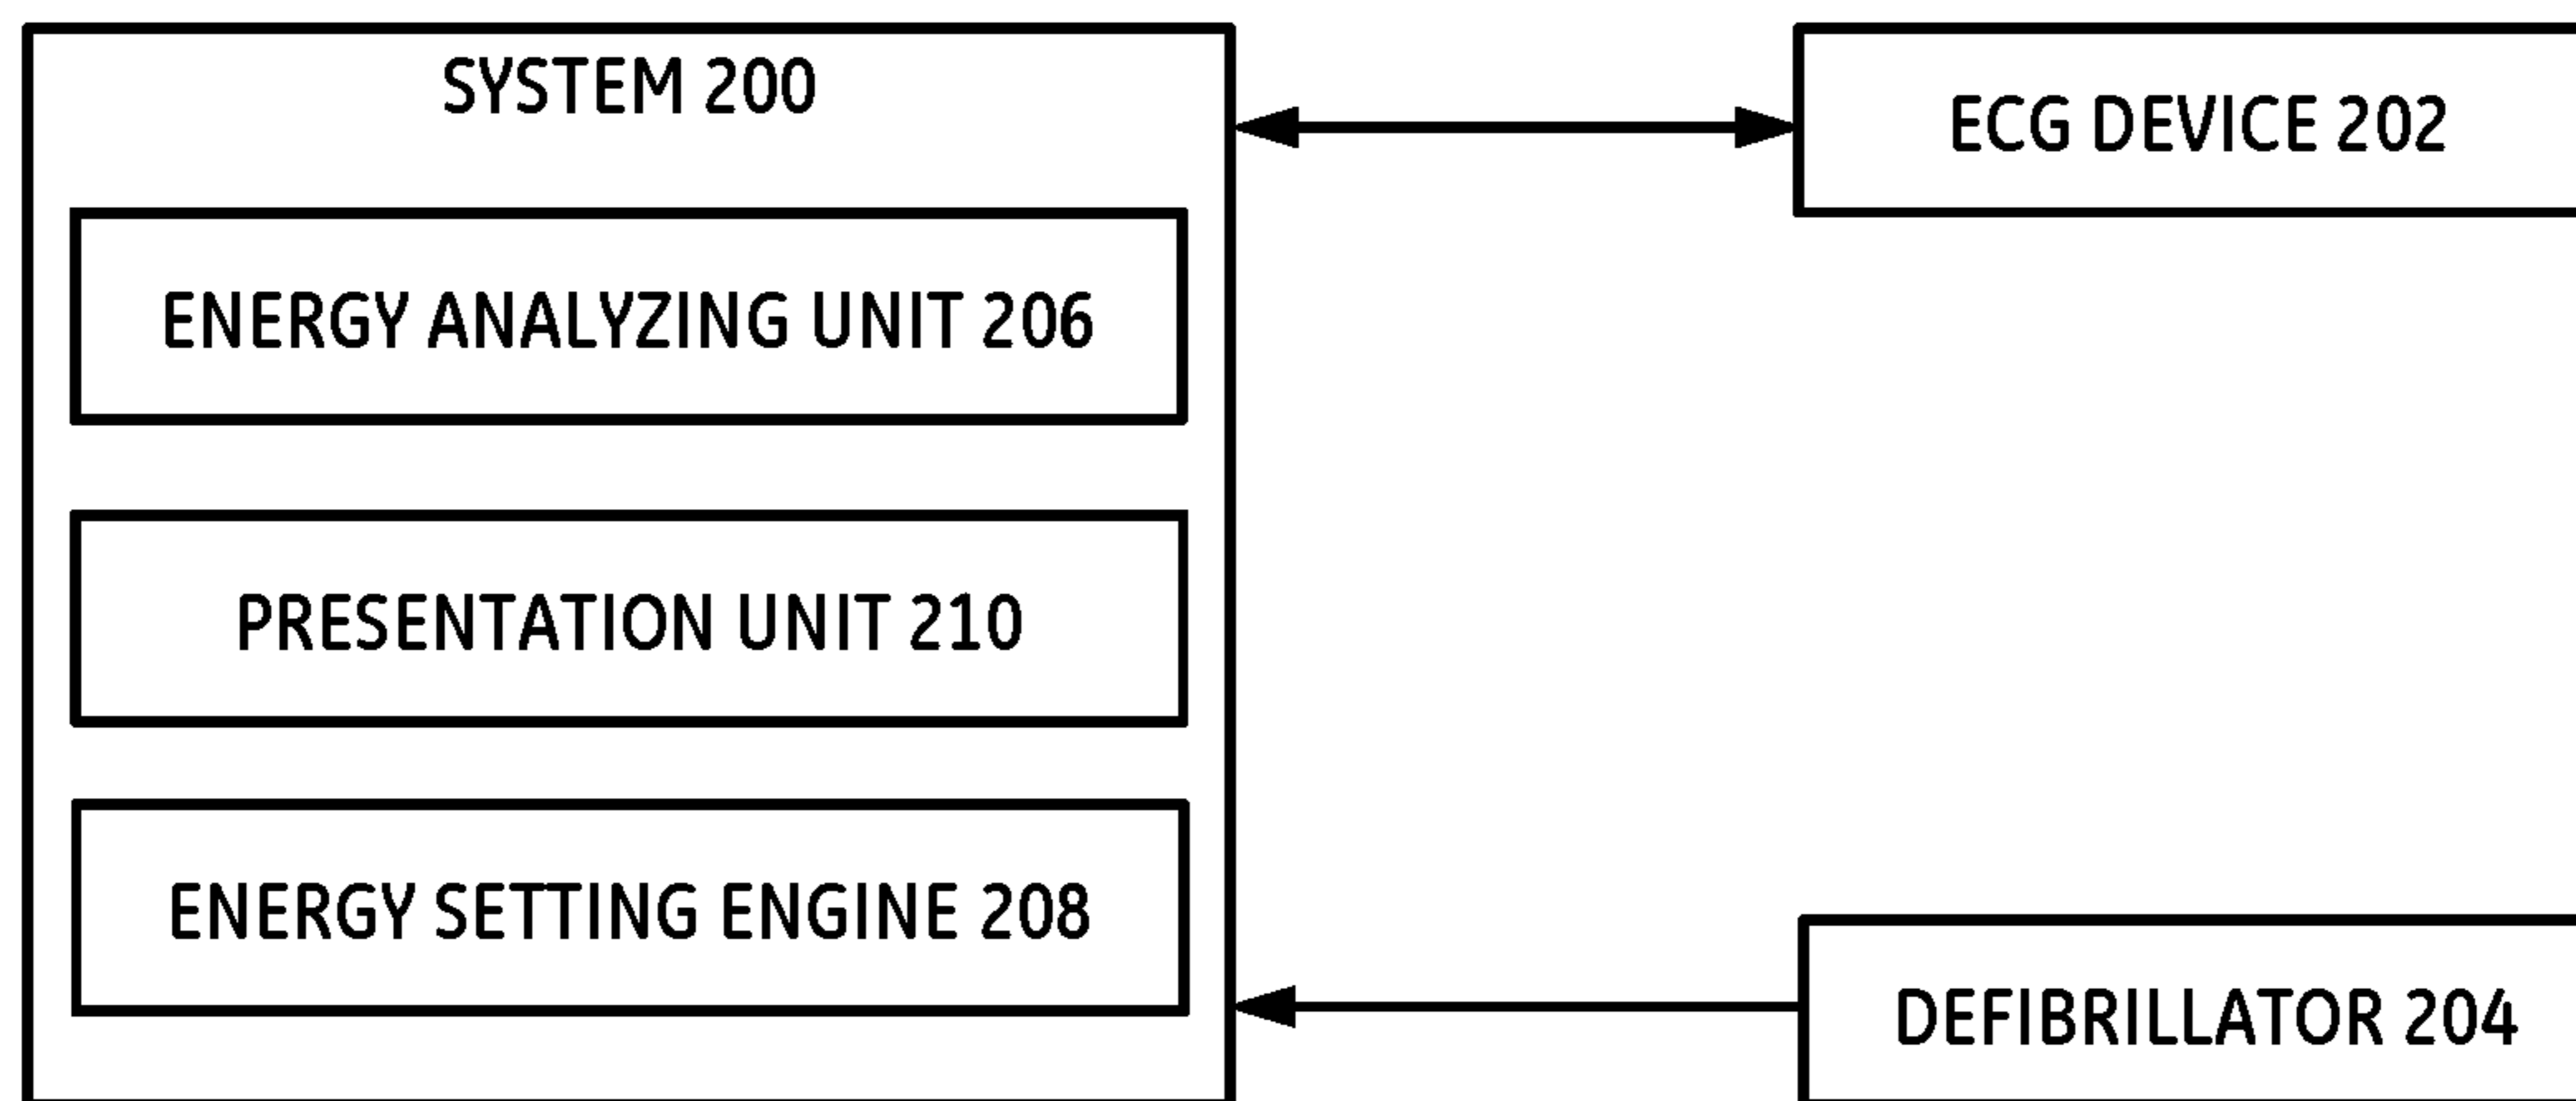 SYSTEM 200
ECG DEVICE 202
ENERGY ANALYZING UNIT 206
PRESENTATION UNIT 210
ENERGY SETTING ENGINE 208
DEFIBRILLATOR 204